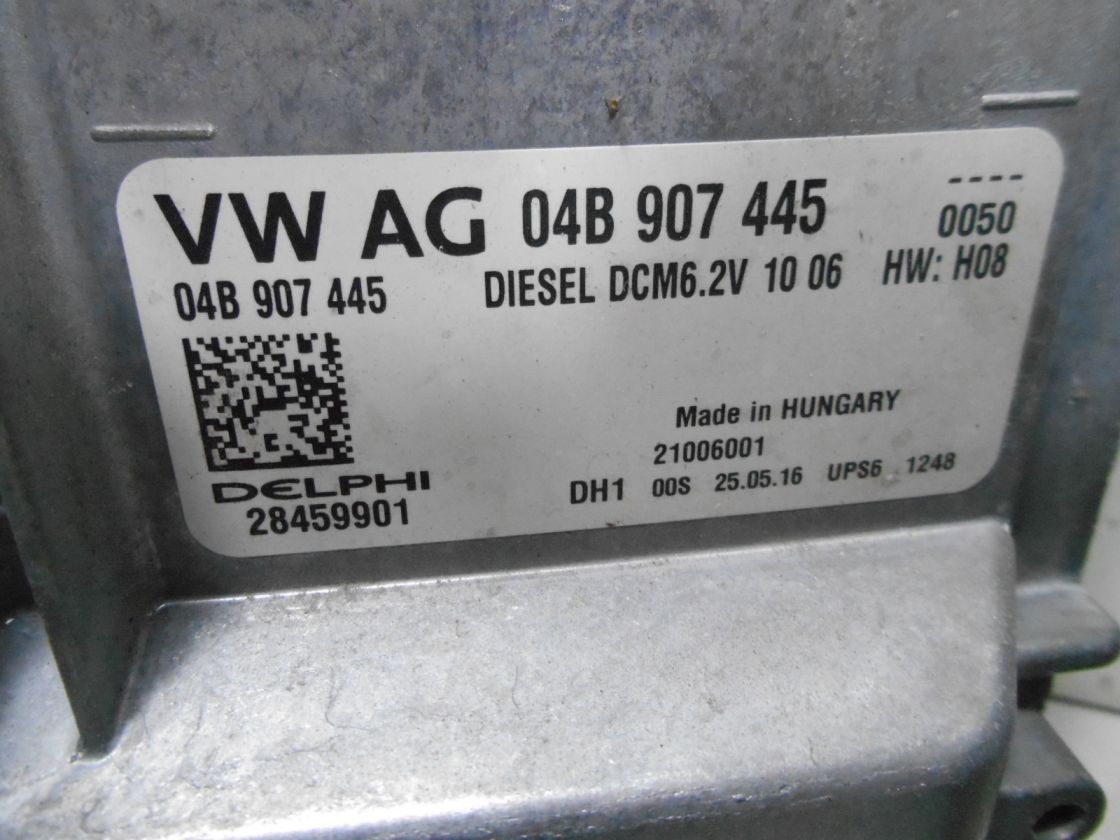 VW AG 04B 907 445 ----
0050
04B 907 445 DIESEL DCM6.2V 10 06 HW: H08
Made in HUNGARY
21006001
DELPHI
28459901
DH1 00S 25.05.16 UPS6 1248